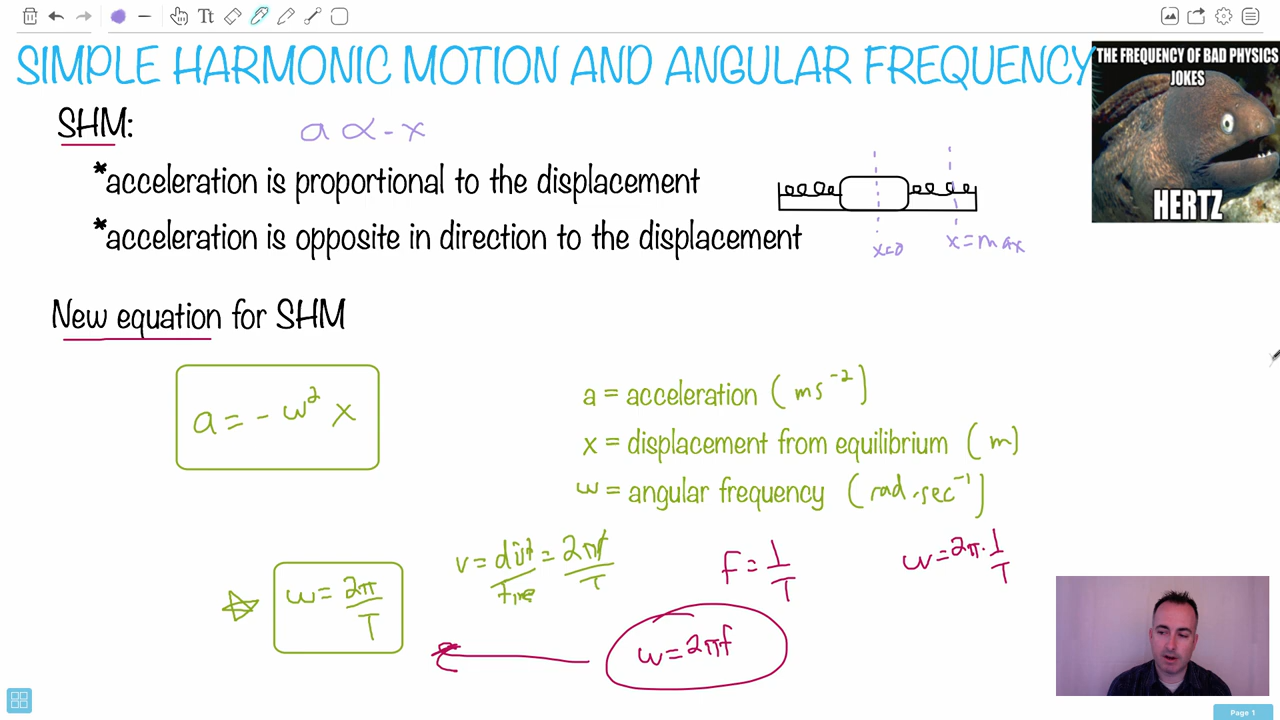 Tt
SIMPLE HARMONIC MOTION AND ANGULAR FREQUENCY
THE FREQUENCY OF BAD PHYSICS
JOKES
HERTZ
SHM:
a ∝ - x
*acceleration is proportional to the displacement
*acceleration is opposite in direction to the displacement
x=0
x=max
New equation for SHM
a = - ω² x
a = acceleration (ms⁻²)
x = displacement from equilibrium (m)
ω = angular frequency (rad·sec⁻¹)
v = dist/Time = 2πr/T
f = 1/T
ω = 2π · 1/T
ω = 2π/T
ω = 2πf
Page 1